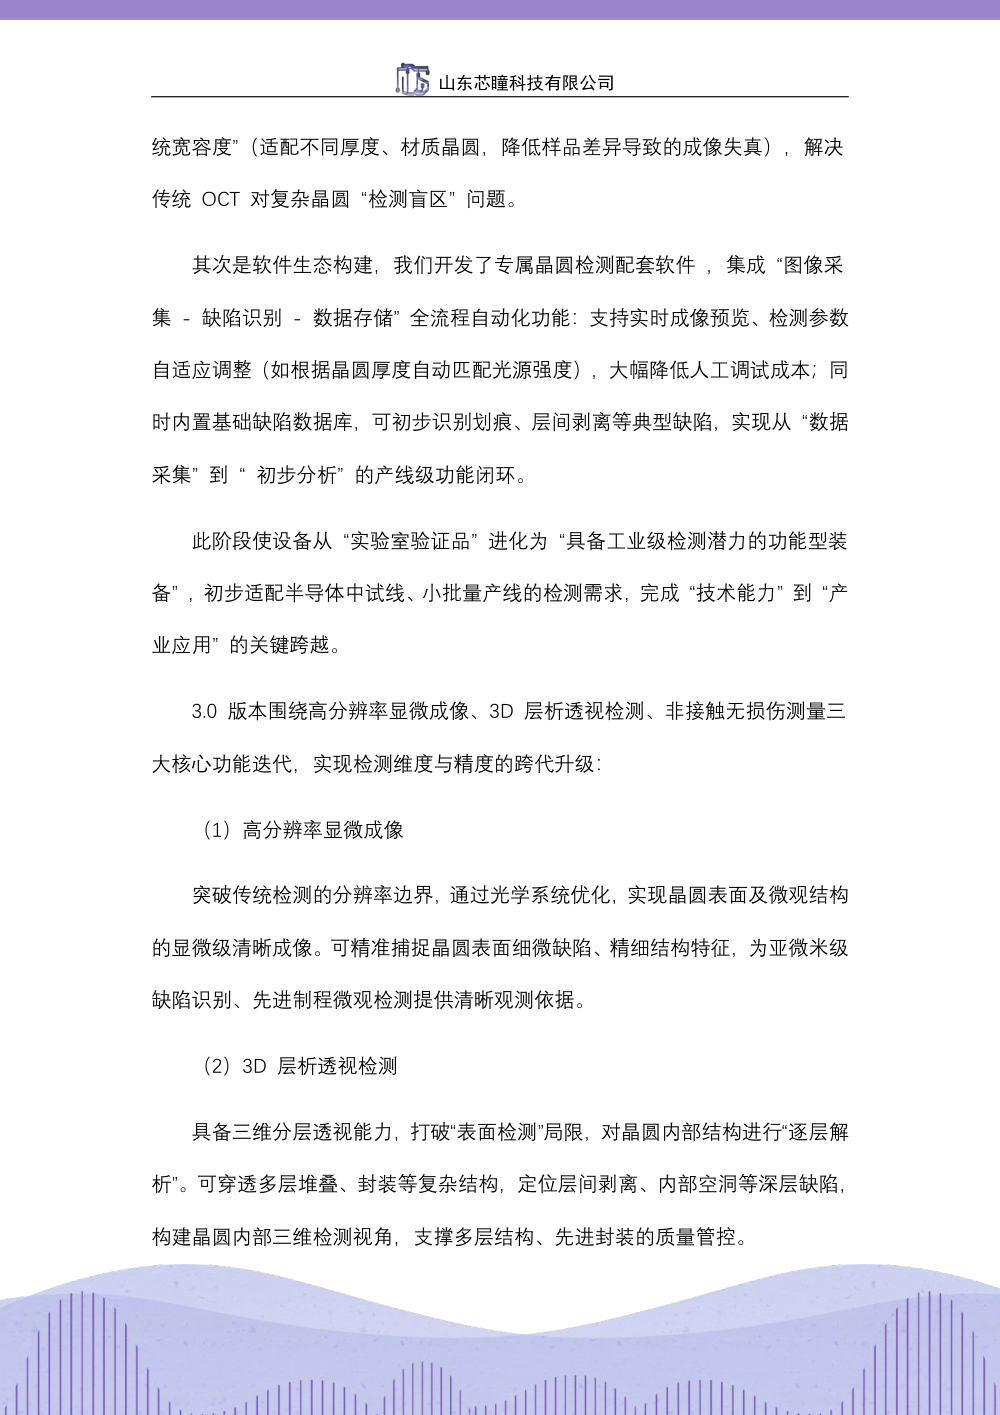 山东芯瞳科技有限公司
统宽容度”（适配不同厚度、材质晶圆，降低样品差异导致的成像失真），解决
传统 OCT 对复杂晶圆 “检测盲区” 问题。
其次是软件生态构建，我们开发了专属晶圆检测配套软件 ，集成 “图像采
集 - 缺陷识别 - 数据存储” 全流程自动化功能：支持实时成像预览、检测参数
自适应调整（如根据晶圆厚度自动匹配光源强度），大幅降低人工调试成本；同
时内置基础缺陷数据库，可初步识别划痕、层间剥离等典型缺陷，实现从 “数据
采集” 到 “ 初步分析” 的产线级功能闭环。
此阶段使设备从 “实验室验证品” 进化为 “具备工业级检测潜力的功能型装
备” ，初步适配半导体中试线、小批量产线的检测需求，完成 “技术能力” 到 “产
业应用” 的关键跨越。
3.0 版本围绕高分辨率显微成像、3D 层析透视检测、非接触无损伤测量三
大核心功能迭代，实现检测维度与精度的跨代升级：
（1）高分辨率显微成像
突破传统检测的分辨率边界，通过光学系统优化，实现晶圆表面及微观结构
的显微级清晰成像。可精准捕捉晶圆表面细微缺陷、精细结构特征，为亚微米级
缺陷识别、先进制程微观检测提供清晰观测依据。
（2）3D 层析透视检测
具备三维分层透视能力，打破“表面检测”局限，对晶圆内部结构进行“逐层解
析”。可穿透多层堆叠、封装等复杂结构，定位层间剥离、内部空洞等深层缺陷，
构建晶圆内部三维检测视角，支撑多层结构、先进封装的质量管控。